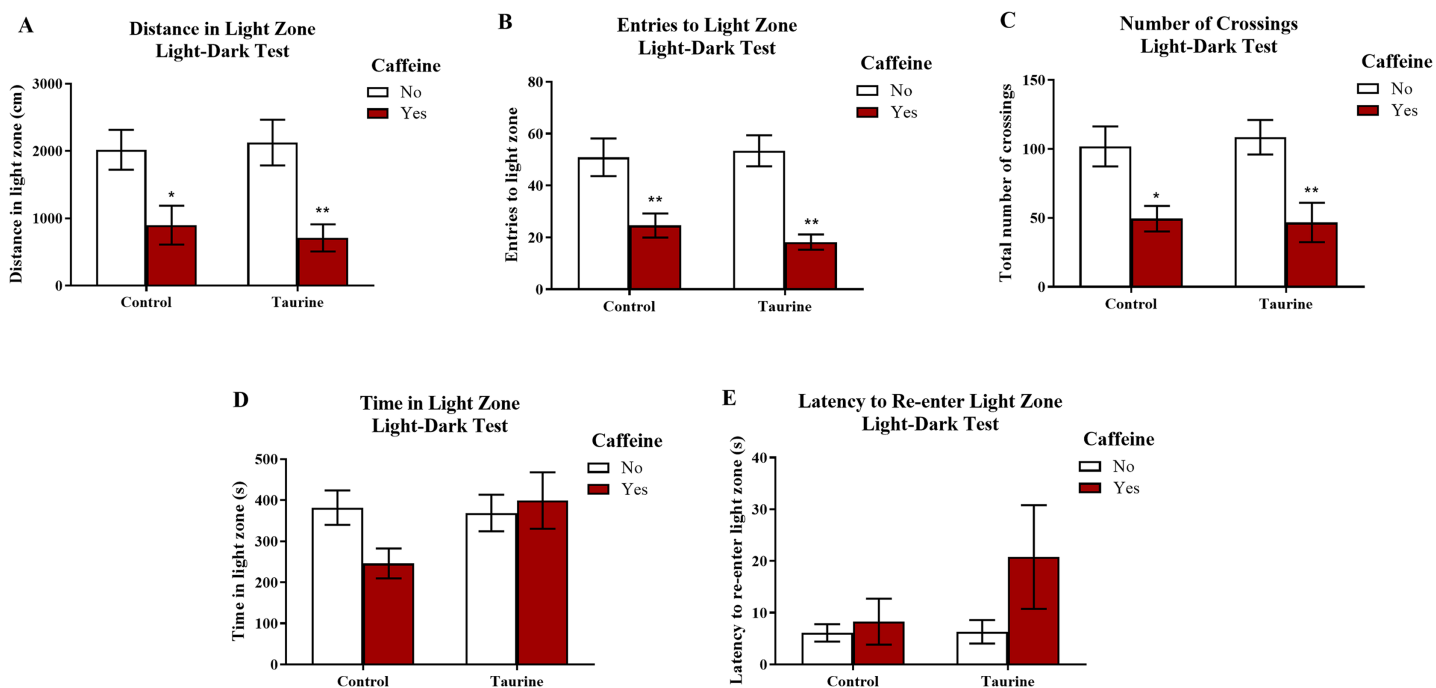 A
Distance in Light Zone
Light-Dark Test
Caffeine
No
Yes
Distance in light zone (cm)
3000
2000
1000
0
*
**
Control
Taurine
B
Entries to Light Zone
Light-Dark Test
Caffeine
No
Yes
Entries to light zone
80
60
40
20
0
**
**
Control
Taurine
C
Number of Crossings
Light-Dark Test
Caffeine
No
Yes
Total number of crossings
150
100
50
0
*
**
Control
Taurine
D
Time in Light Zone
Light-Dark Test
Caffeine
No
Yes
Time in light zone (s)
500
400
300
200
100
0
Control
Taurine
E
Latency to Re-enter Light Zone
Light-Dark Test
Caffeine
No
Yes
Latency to re-enter light zone (s)
40
30
20
10
0
Control
Taurine